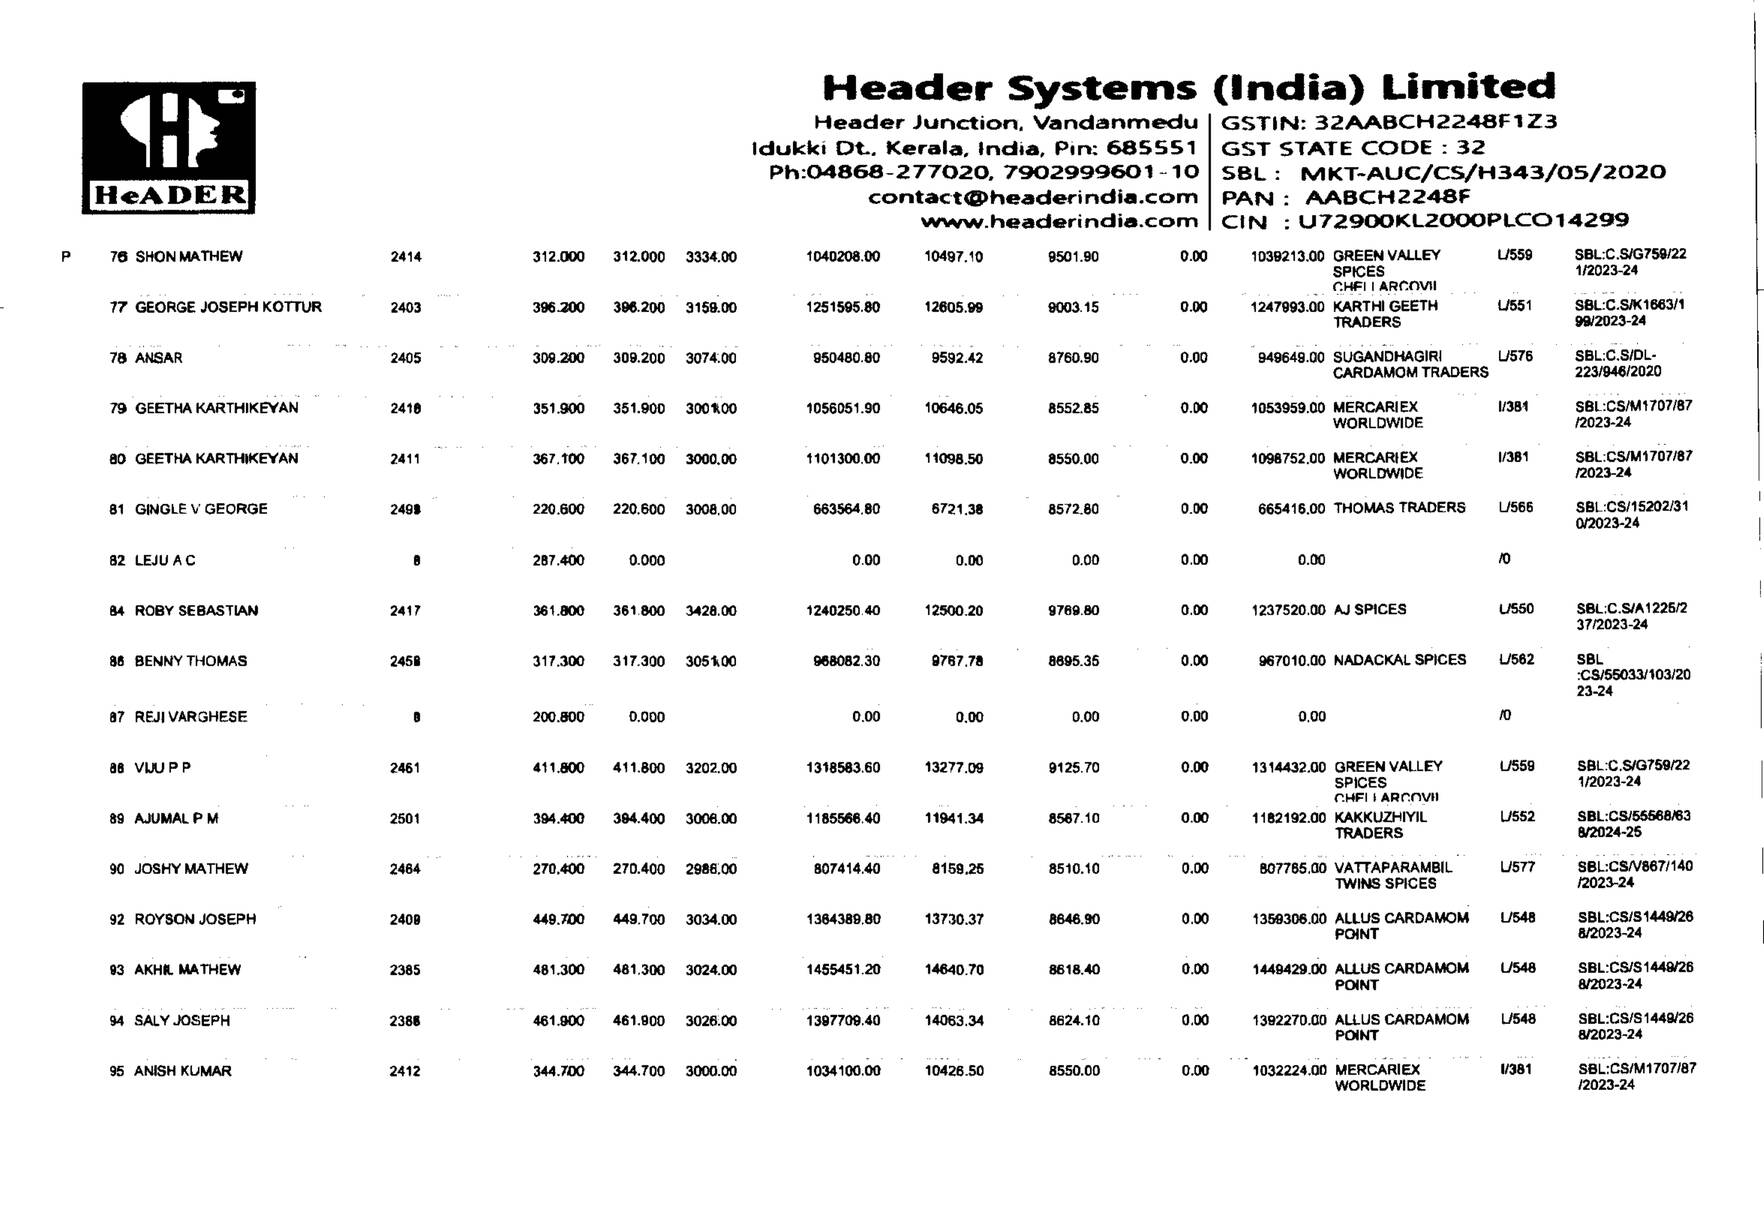 HeADER
Header Systems (India) Limited
Header Junction, Vandanmedu
Idukki Dt., Kerala, India, Pin: 685551
Ph:04868-277020, 7902999601-10
contact@headerindia.com
www.headerindia.com
GSTIN: 32AABCH2248F1Z3
GST STATE CODE : 32
SBL : MKT-AUC/CS/H343/05/2020
PAN : AABCH2248F
CIN : U72900KL2000PLCO14299
P 76 SHON MATHEW 2414 312.000 312.000 3334.00 1040208.00 10497.10 9501.90 0.00 1039213.00 GREEN VALLEY L/559 SBL:C.S/G759/22
SPICES 1/2023-24
CHELLARCOVIL
77 GEORGE JOSEPH KOTTUR 2403 396.200 396.200 3159.00 1251595.80 12605.99 9003.15 0.00 1247993.00 KARTHI GEETH L/551 SBL:C.S/K1663/1
TRADERS 99/2023-24
78 ANSAR 2405 309.200 309.200 3074.00 950480.80 9592.42 8760.90 0.00 949649.00 SUGANDHAGIRI L/576 SBL:C.S/DL-
CARDAMOM TRADERS 223/946/2020
79 GEETHA KARTHIKEYAN 351.900 351.900 3001.00 1056051.90 10646.05 8552.85 0.00 1053959.00 MERCARIEX I/381 SBL:CS/M1707/87
WORLDWIDE /2023-24
80 GEETHA KARTHIKEYAN 2411 367.100 367.100 3000.00 1101300.00 11098.50 8550.00 0.00 1098752.00 MERCARIEX I/381 SBL:CS/M1707/87
WORLDWIDE /2023-24
81 GINGLE V GEORGE 220.600 220.600 3008.00 663564.80 6721.38 8572.80 0.00 665416.00 THOMAS TRADERS L/566 SBL:CS/15202/31
0/2023-24
82 LEJU A C 287.400 0.000 0.00 0.00 0.00 0.00 0.00 /0
84 ROBY SEBASTIAN 2417 361.800 361.800 3428.00 1240250.40 12500.20 9769.80 0.00 1237520.00 AJ SPICES L/550 SBL:C.S/A1225/2
37/2023-24
86 BENNY THOMAS 317.300 317.300 3051.00 968082.30 9787.78 8695.35 0.00 967010.00 NADACKAL SPICES L/562 SBL
:CS/55033/103/20
23-24
87 REJI VARGHESE 200.800 0.000 0.00 0.00 0.00 0.00 0.00 /0
88 VIJU P P 2461 411.800 411.800 3202.00 1318583.60 13277.09 9125.70 0.00 1314432.00 GREEN VALLEY L/559 SBL:C.S/G759/22
SPICES 1/2023-24
CHELLARCOVIL
89 AJUMAL P M 2501 394.400 394.400 3006.00 1185566.40 11941.34 8567.10 0.00 1182192.00 KAKKUZHIYIL L/552 SBL:CS/55568/63
TRADERS 8/2024-25
90 JOSHY MATHEW 2464 270.400 270.400 2986.00 807414.40 8159.25 8510.10 0.00 807765.00 VATTAPARAMBIL L/577 SBL:CS/V867/140
TWINS SPICES /2023-24
92 ROYSON JOSEPH 2409 449.700 449.700 3034.00 1364389.80 13730.37 8646.90 0.00 1359306.00 ALLUS CARDAMOM L/548 SBL:CS/S1449/26
POINT 8/2023-24
93 AKHIL MATHEW 2385 481.300 481.300 3024.00 1455451.20 14640.70 8618.40 0.00 1449429.00 ALLUS CARDAMOM L/548 SBL:CS/S1449/26
POINT 8/2023-24
94 SALY JOSEPH 461.900 461.900 3026.00 1397709.40 14063.34 8624.10 0.00 1392270.00 ALLUS CARDAMOM L/548 SBL:CS/S1449/26
POINT 8/2023-24
95 ANISH KUMAR 2412 344.700 344.700 3000.00 1034100.00 10426.50 8550.00 0.00 1032224.00 MERCARIEX I/381 SBL:CS/M1707/87
WORLDWIDE /2023-24